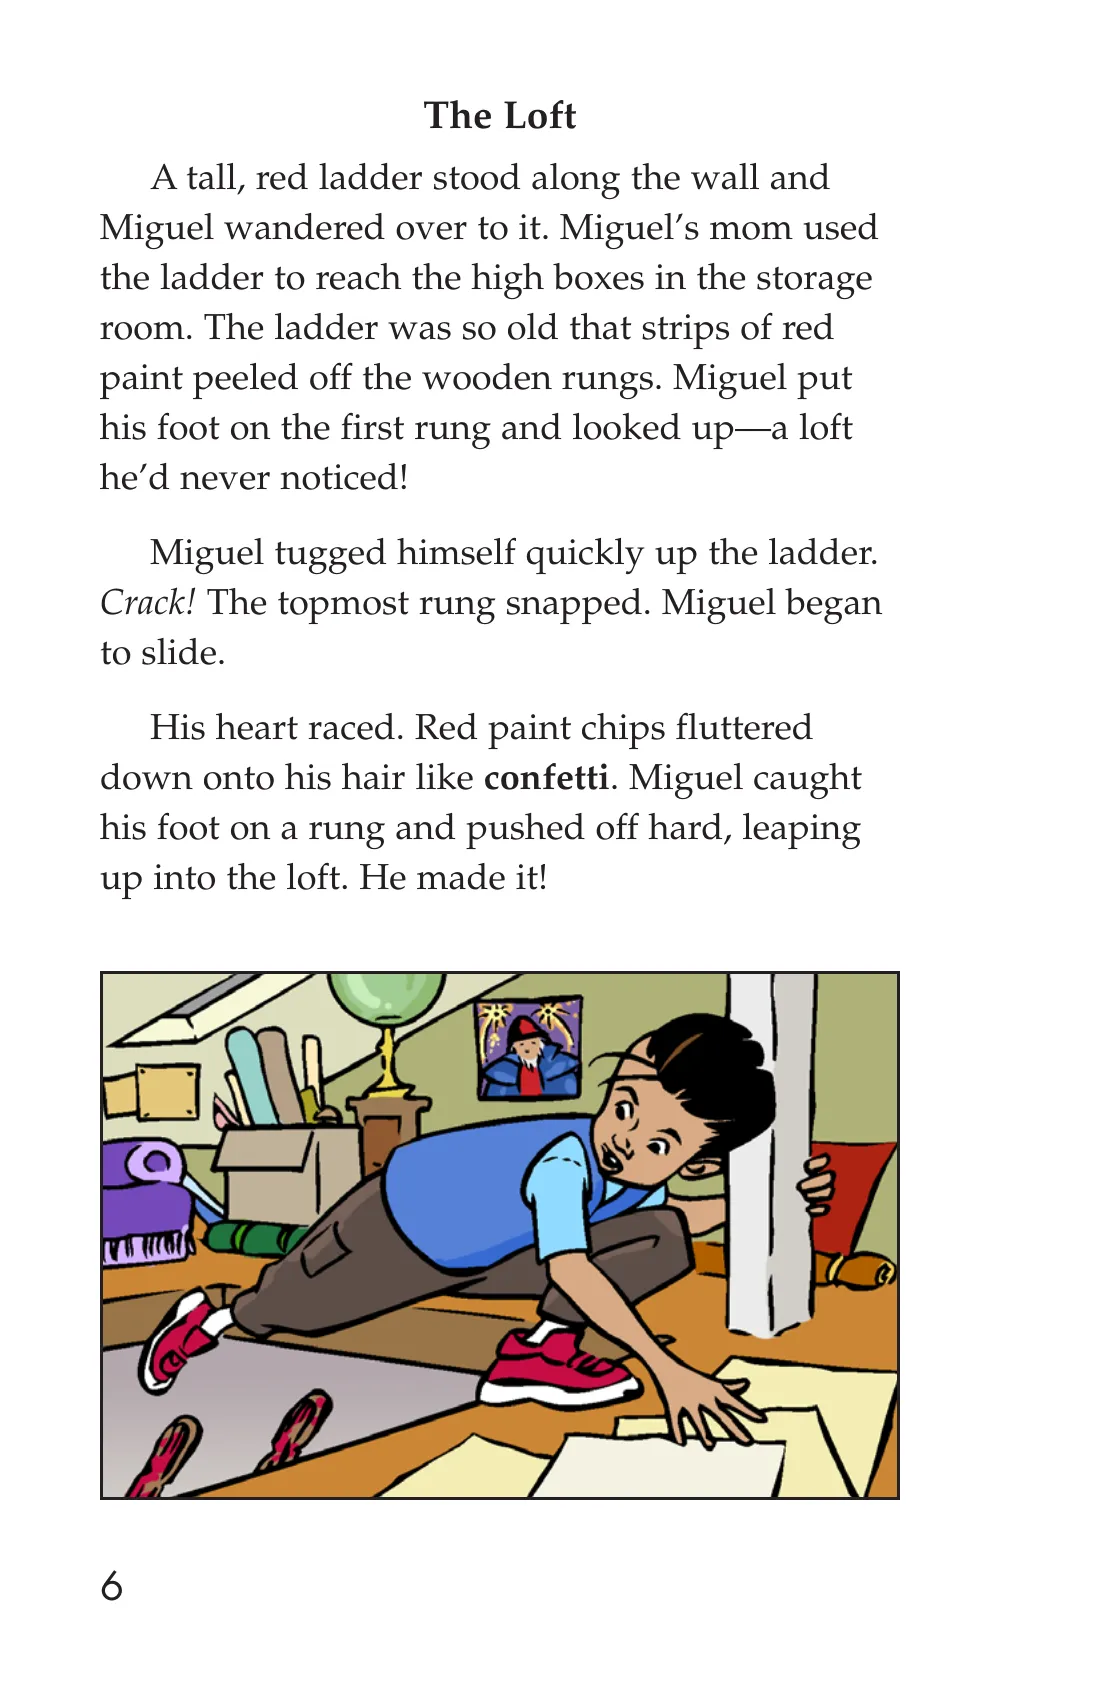 The Loft
A tall, red ladder stood along the wall and
Miguel wandered over to it. Miguel’s mom used
the ladder to reach the high boxes in the storage
room. The ladder was so old that strips of red
paint peeled off the wooden rungs. Miguel put
his foot on the first rung and looked up—a loft
he’d never noticed!
Miguel tugged himself quickly up the ladder.
Crack! The topmost rung snapped. Miguel began
to slide.
His heart raced. Red paint chips fluttered
down onto his hair like confetti. Miguel caught
his foot on a rung and pushed off hard, leaping
up into the loft. He made it!
6